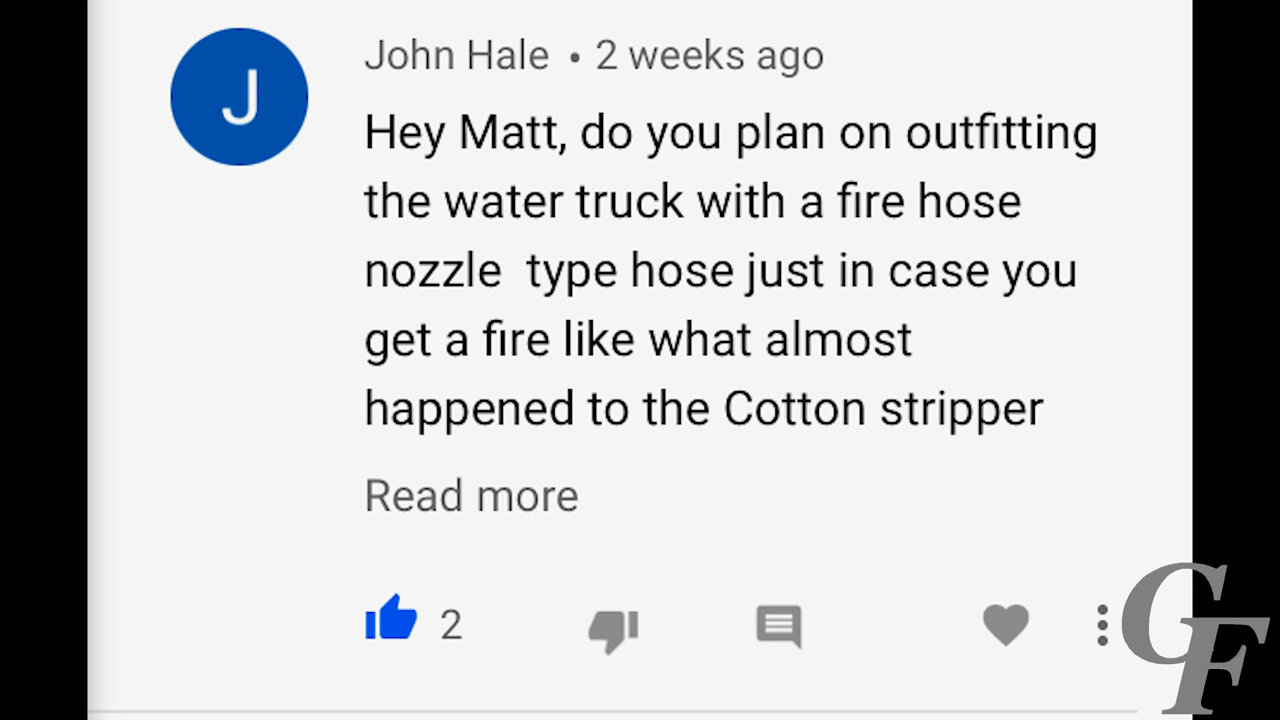 J
John Hale • 2 weeks ago
Hey Matt, do you plan on outfitting
the water truck with a fire hose
nozzle  type hose just in case you
get a fire like what almost
happened to the Cotton stripper
Read more
2
GF